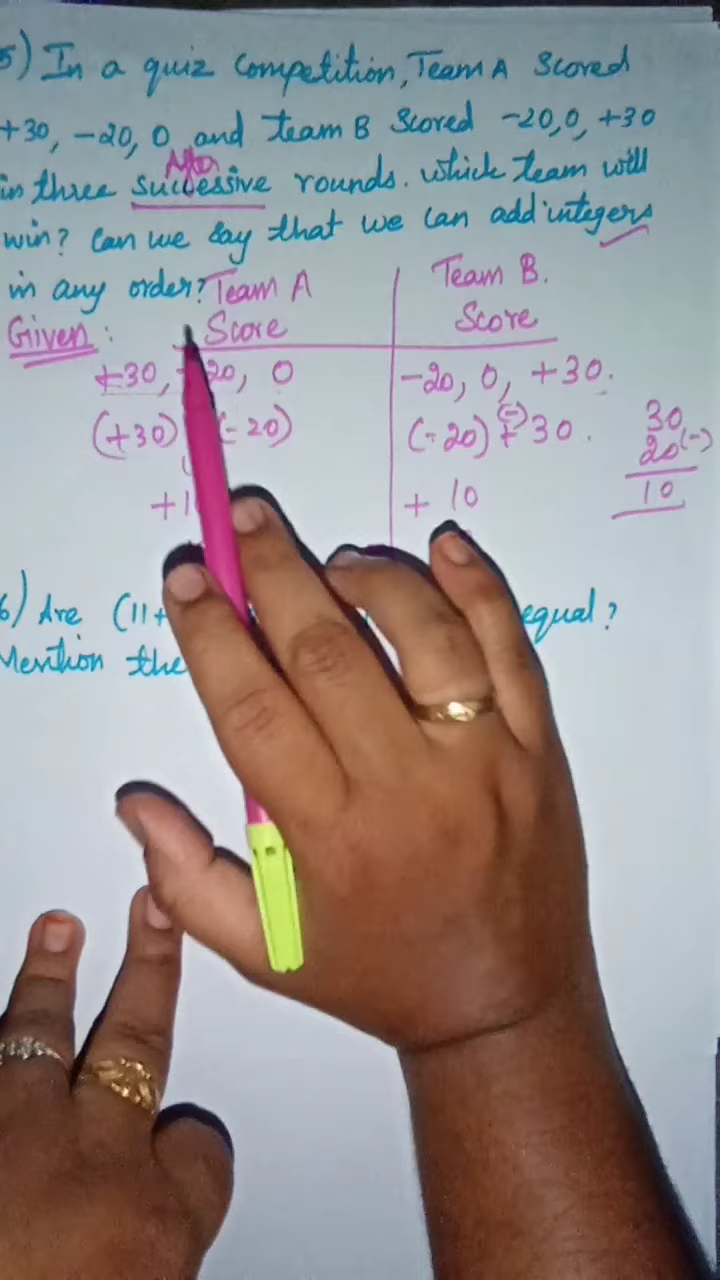 5) In a quiz Competition, Team A Scored
+30, -20, 0 and team B Scored -20,0, +30
After
in three successive rounds. which team will
win? Can we say that we can add integers
in any order?
Team A Team B.
Given: Score Score
+30, -20, 0 -20, 0, +30.
(+30) (-20) (-20) + 30. 30
(-)
20(-)
+1 + 10 10
6) Are (11+ equal?
Mention the